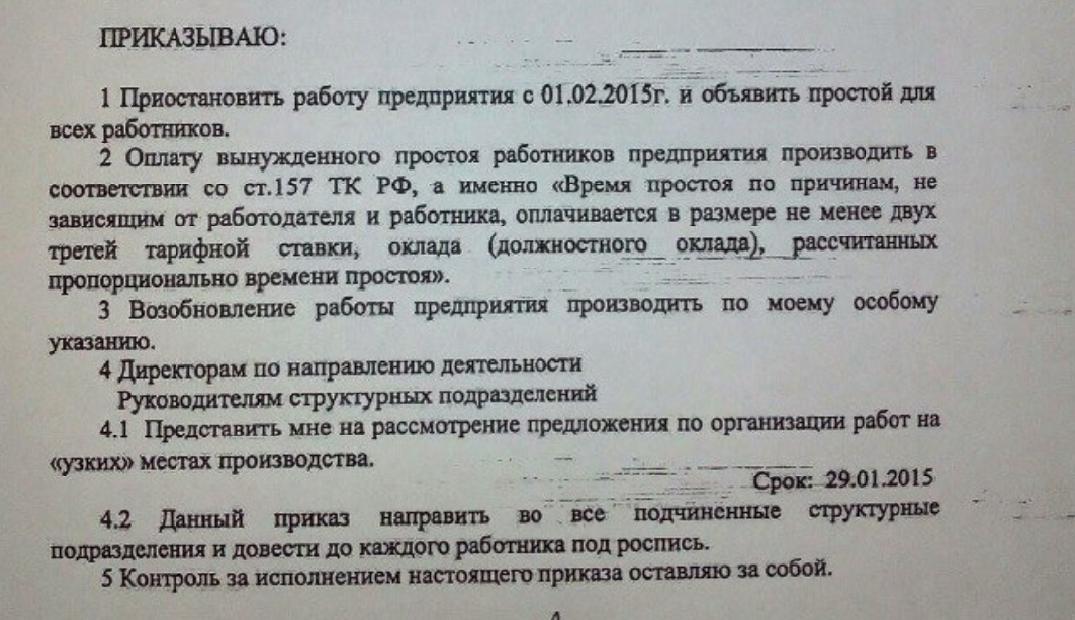 ПРИКАЗЫВАЮ:
1 Приостановить работу предприятия с 01.02.2015г. и объявить простой для
всех работников.
2 Оплату вынужденного простоя работников предприятия производить в
соответствии со ст.157 ТК РФ, а именно «Время простоя по причинам, не
зависящим от работодателя и работника, оплачивается в размере не менее двух
третей тарифной ставки, оклада (должностного оклада), рассчитанных
пропорционально времени простоя».
3 Возобновление работы предприятия производить по моему особому
указанию.
4 Директорам по направлению деятельности
Руководителям структурных подразделений
4.1 Представить мне на рассмотрение предложения по организации работ на
«узких» местах производства.
Срок: 29.01.2015
4.2 Данный приказ направить во все подчиненные структурные
подразделения и довести до каждого работника под роспись.
5 Контроль за исполнением настоящего приказа оставляю за собой.